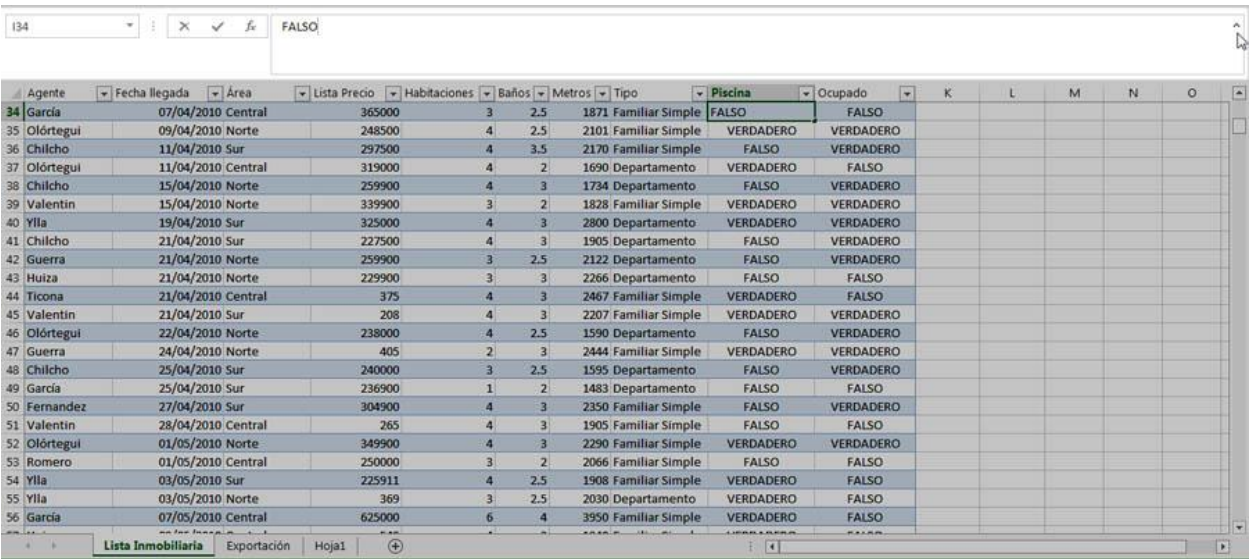 I34 fx FALSO
Agente Fecha llegada Área Lista Precio Habitaciones Baños Metros Tipo Piscina Ocupado K L M N O
34 García 07/04/2010 Central 365000 3 2.5 1871 Familiar Simple FALSO FALSO
35 Olórtegui 09/04/2010 Norte 248500 4 2.5 2101 Familiar Simple VERDADERO VERDADERO
36 Chilcho 11/04/2010 Sur 297500 4 3.5 2170 Familiar Simple FALSO VERDADERO
37 Olórtegui 11/04/2010 Central 319000 4 2 1690 Departamento VERDADERO FALSO
38 Chilcho 15/04/2010 Norte 259900 4 3 1734 Departamento FALSO VERDADERO
39 Valentin 15/04/2010 Norte 339900 3 2 1828 Familiar Simple VERDADERO VERDADERO
40 Ylla 19/04/2010 Sur 325000 4 3 2800 Departamento VERDADERO VERDADERO
41 Chilcho 21/04/2010 Sur 227500 4 3 1905 Departamento FALSO VERDADERO
42 Guerra 21/04/2010 Norte 259900 3 2.5 2122 Departamento FALSO VERDADERO
43 Huiza 21/04/2010 Norte 229900 3 3 2266 Departamento FALSO FALSO
44 Ticona 21/04/2010 Central 375 4 3 2467 Familiar Simple VERDADERO FALSO
45 Valentin 21/04/2010 Sur 208 4 3 2207 Familiar Simple VERDADERO VERDADERO
46 Olórtegui 22/04/2010 Norte 238000 4 2.5 1590 Departamento FALSO VERDADERO
47 Guerra 24/04/2010 Norte 405 2 3 2444 Familiar Simple VERDADERO VERDADERO
48 Chilcho 25/04/2010 Sur 240000 3 2.5 1595 Departamento FALSO VERDADERO
49 García 25/04/2010 Sur 236900 1 2 1483 Departamento FALSO FALSO
50 Fernandez 27/04/2010 Sur 304900 4 3 2350 Familiar Simple FALSO VERDADERO
51 Valentin 28/04/2010 Sur 265 4 3 1905 Familiar Simple FALSO FALSO
52 Olórtegui 01/05/2010 Norte 349900 4 3 2290 Familiar Simple VERDADERO VERDADERO
53 Romero 01/05/2010 Central 250000 3 2 2066 Familiar Simple FALSO FALSO
54 Ylla 03/05/2010 Sur 225911 4 2.5 1908 Familiar Simple VERDADERO FALSO
55 Ylla 03/05/2010 Norte 369 3 2.5 2030 Departamento VERDADERO FALSO
56 García 07/05/2010 Central 625000 6 4 3950 Familiar Simple VERDADERO FALSO
Lista Inmobiliaria Exportación Hoja1